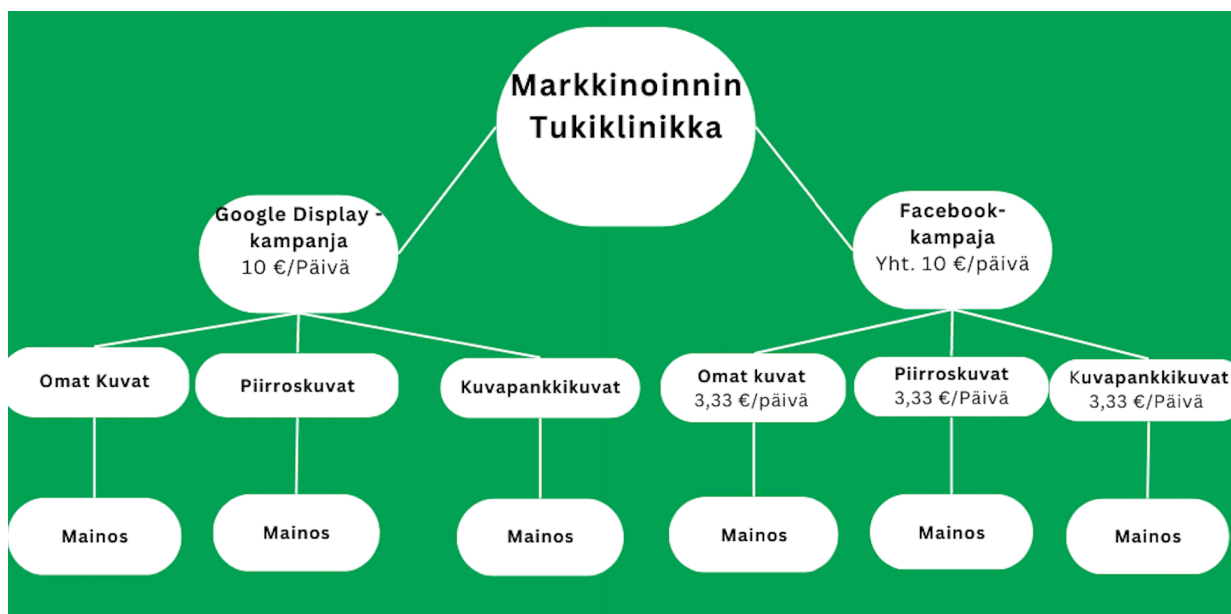 Markkinoinnin
Tukiklinikka
Google Display -
kampanja
10 €/Päivä
Facebook-
kampaja
Yht. 10 €/päivä
Omat Kuvat
Piirroskuvat
Kuvapankkikuvat
Omat kuvat
3,33 €/päivä
Piirroskuvat
3,33 €/Päivä
Kuvapankkikuvat
3,33 €/Päivä
Mainos
Mainos
Mainos
Mainos
Mainos
Mainos